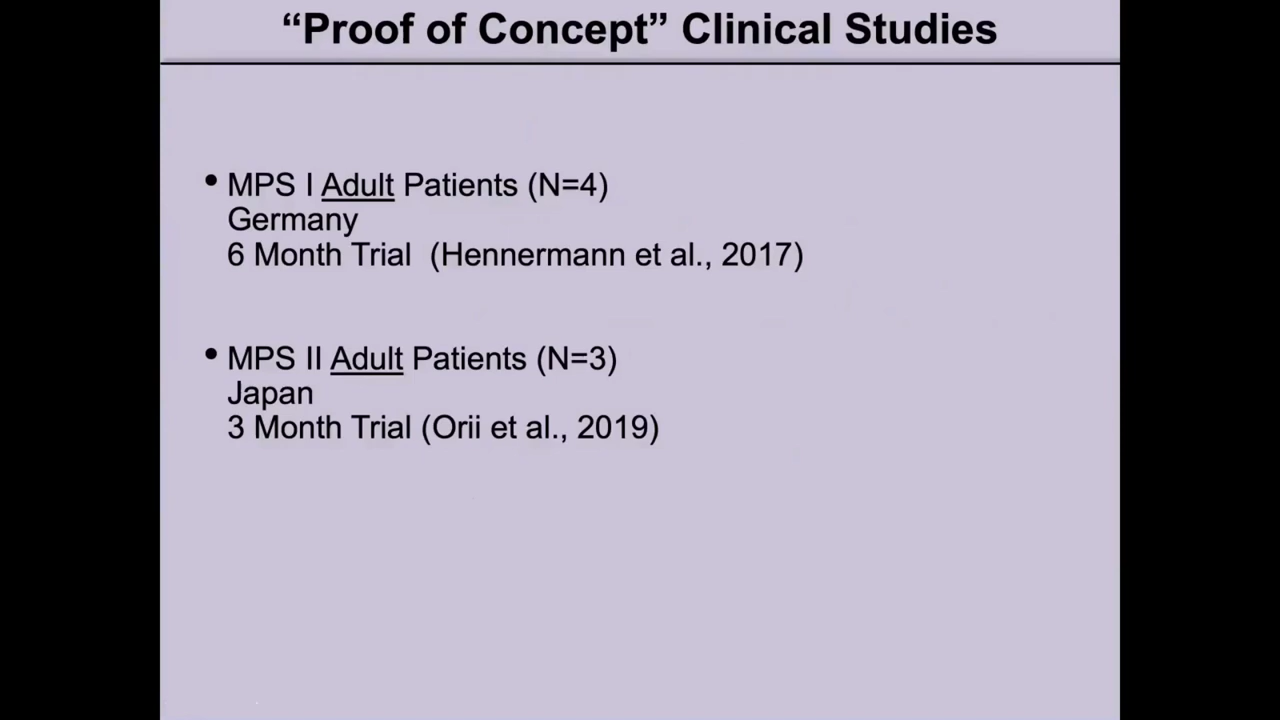 “Proof of Concept” Clinical Studies
• MPS I Adult Patients (N=4)
Germany
6 Month Trial  (Hennermann et al., 2017)
• MPS II Adult Patients (N=3)
Japan
3 Month Trial (Orii et al., 2019)